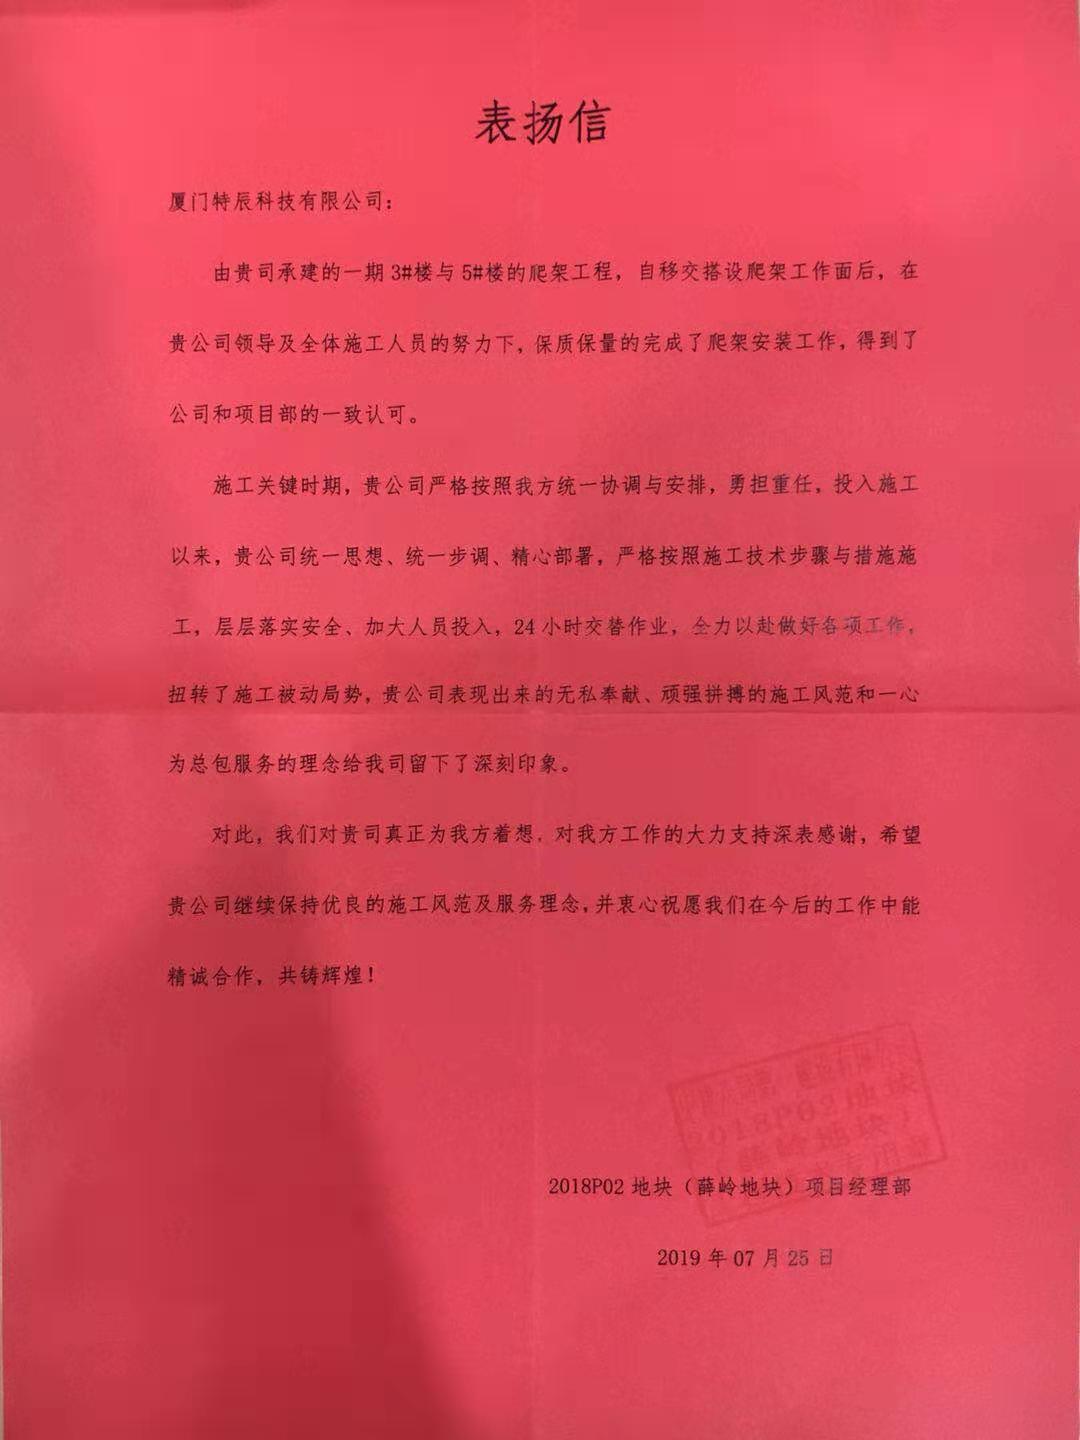 表扬信
厦门特辰科技有限公司：
由贵司承建的一期 3#楼与 5#楼的爬架工程，自移交搭设爬架工作面后，在
贵公司领导及全体施工人员的努力下，保质保量的完成了爬架安装工作，得到了
公司和项目部的一致认可。
施工关键时期，贵公司严格按照我方统一协调与安排，勇担重任，投入施工
以来，贵公司统一思想、统一步调、精心部署，严格按照施工技术步骤与措施施
工，层层落实安全、加大人员投入，24 小时交替作业，全力以赴做好各项工作，
扭转了施工被动局势，贵公司表现出来的无私奉献、顽强拼搏的施工风范和一心
为总包服务的理念给我司留下了深刻印象。
对此，我们对贵司真正为我方着想，对我方工作的大力支持深表感谢，希望
贵公司继续保持优良的施工风范及服务理念，并衷心祝愿我们在今后的工作中能
精诚合作，共铸辉煌！
2018P02地块
（薛岭地块）
专用章
2018P02 地块（薛岭地块）项目经理部
2019 年 07 月 25 日